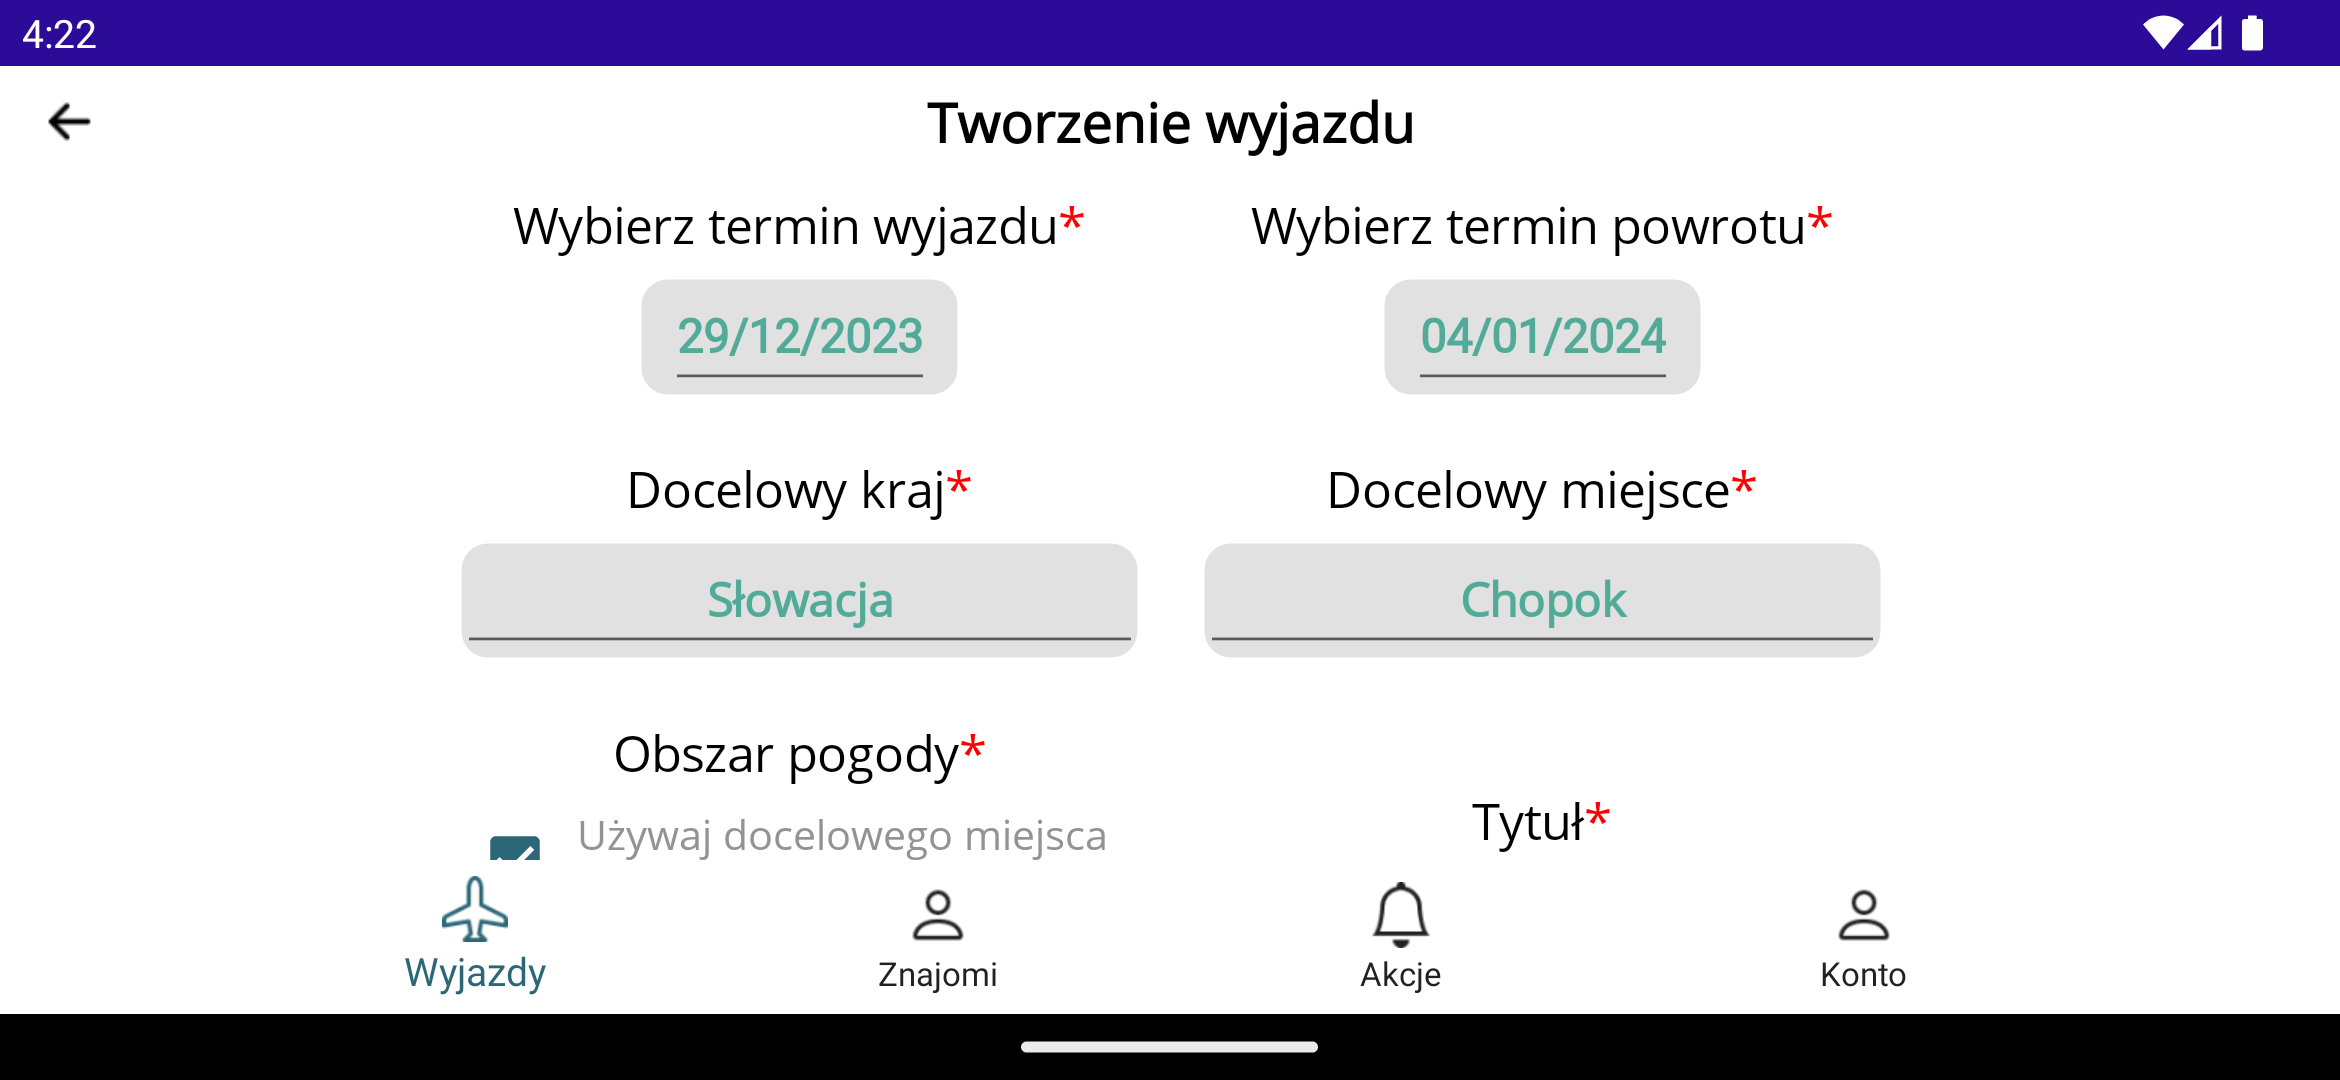 4:22
Tworzenie wyjazdu
Wybierz termin wyjazdu*
Wybierz termin powrotu*
29/12/2023
04/01/2024
Docelowy kraj*
Docelowy miejsce*
Słowacja
Chopok
Obszar pogody*
Używaj docelowego miejsca
Tytuł*
Wyjazdy
Znajomi
Akcje
Konto